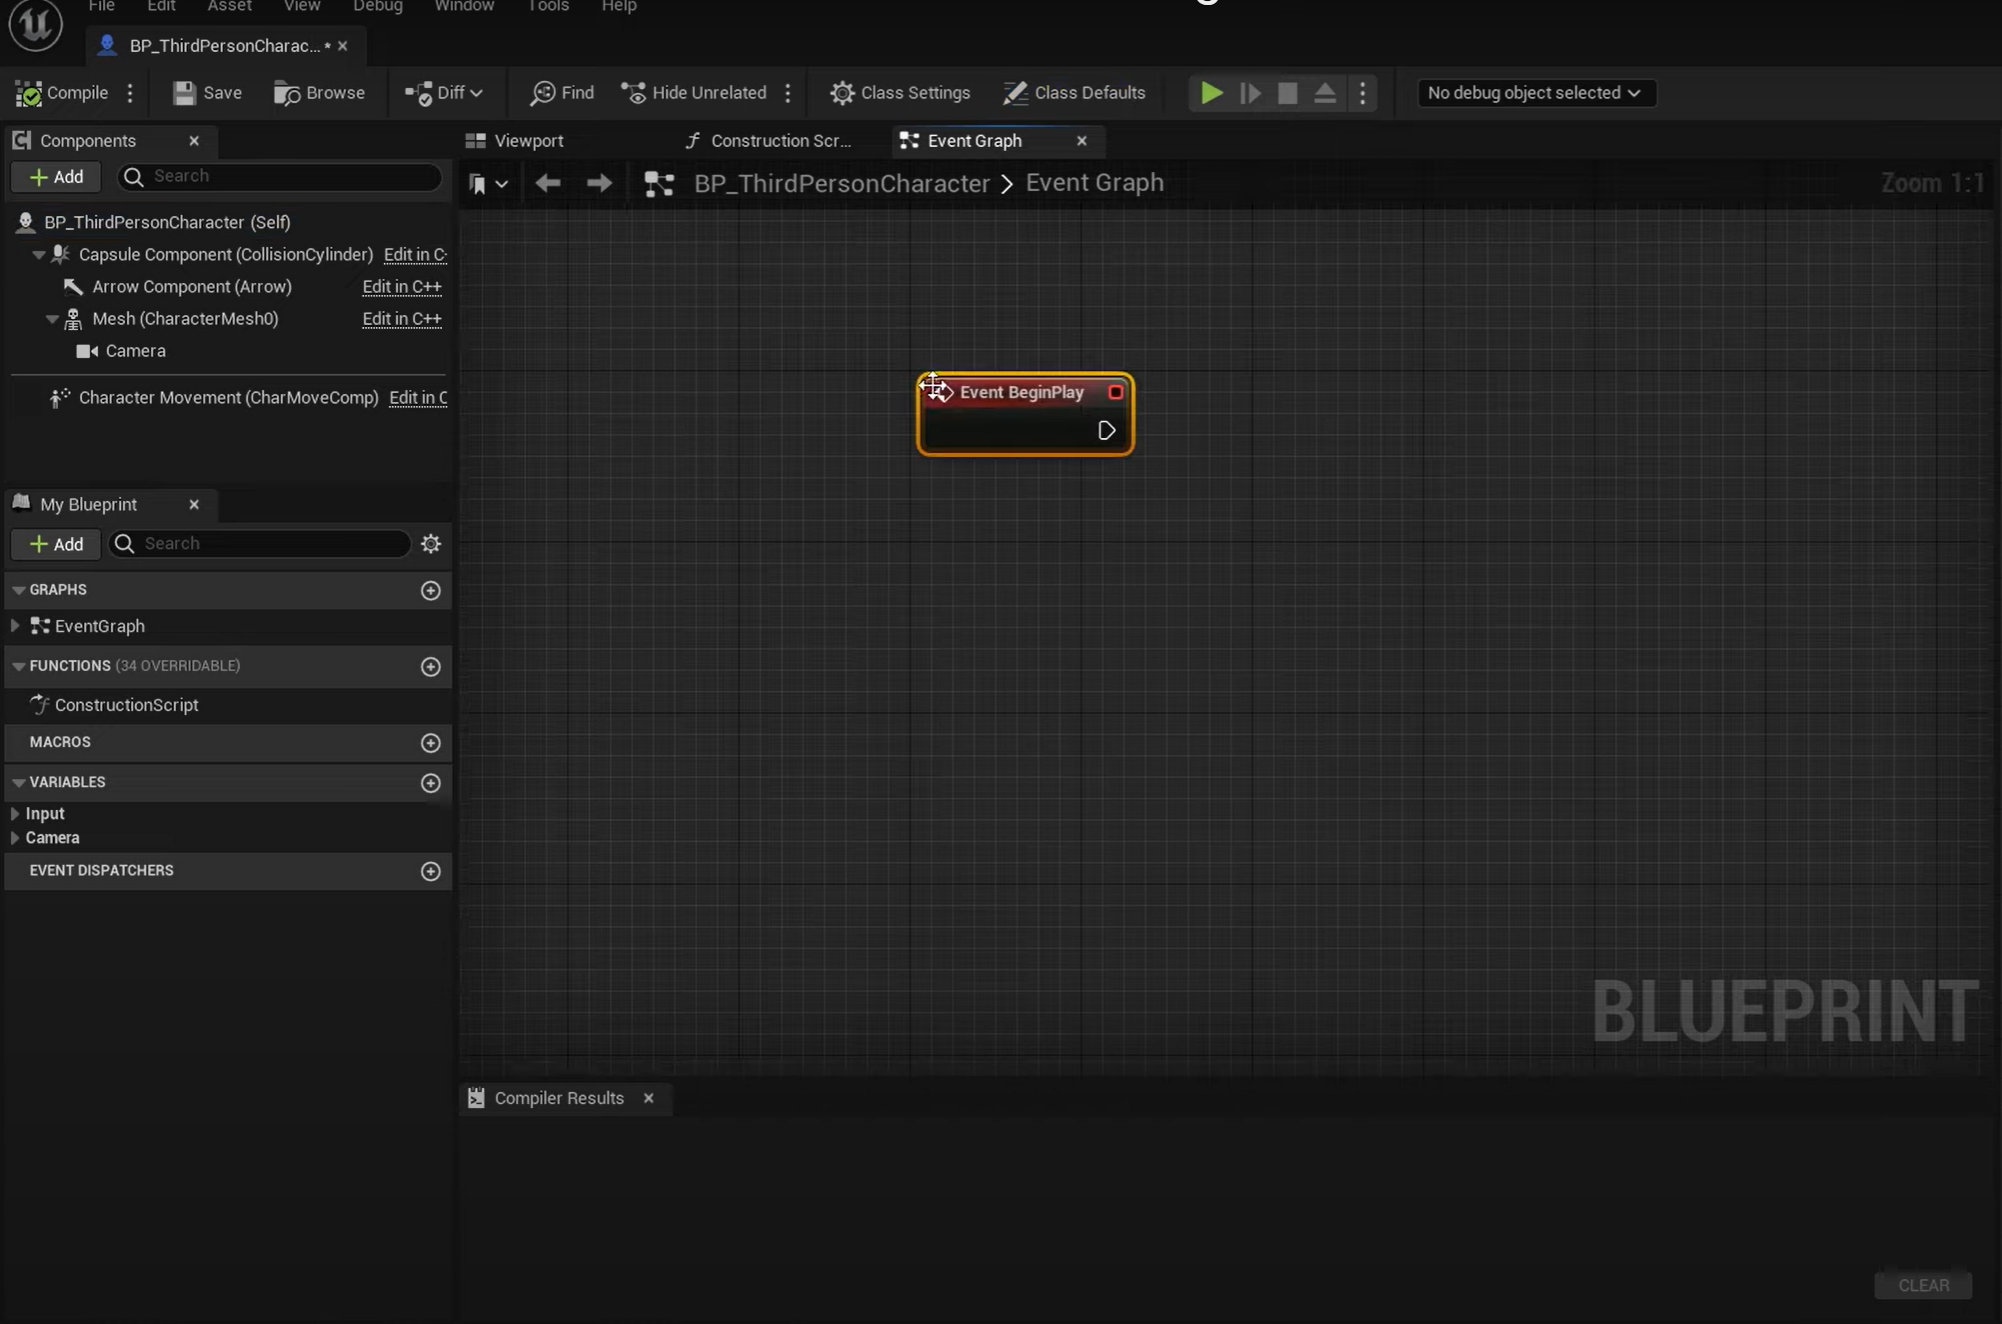 File Edit Asset View Debug Window Tools Help
BP_ThirdPersonCharac... *
Compile Save Browse Diff Find Hide Unrelated Class Settings Class Defaults No debug object selected
Components
Viewport Construction Scr... Event Graph
+ Add Search
BP_ThirdPersonCharacter > Event Graph Zoom 1:1
BP_ThirdPersonCharacter (Self)
Capsule Component (CollisionCylinder) Edit in C
Arrow Component (Arrow) Edit in C++
Mesh (CharacterMesh0) Edit in C++
Camera
Character Movement (CharMoveComp) Edit in C
Event BeginPlay
My Blueprint
+ Add Search
GRAPHS
EventGraph
FUNCTIONS (34 OVERRIDABLE)
ConstructionScript
MACROS
VARIABLES
Input
Camera
EVENT DISPATCHERS
BLUEPRINT
Compiler Results
CLEAR